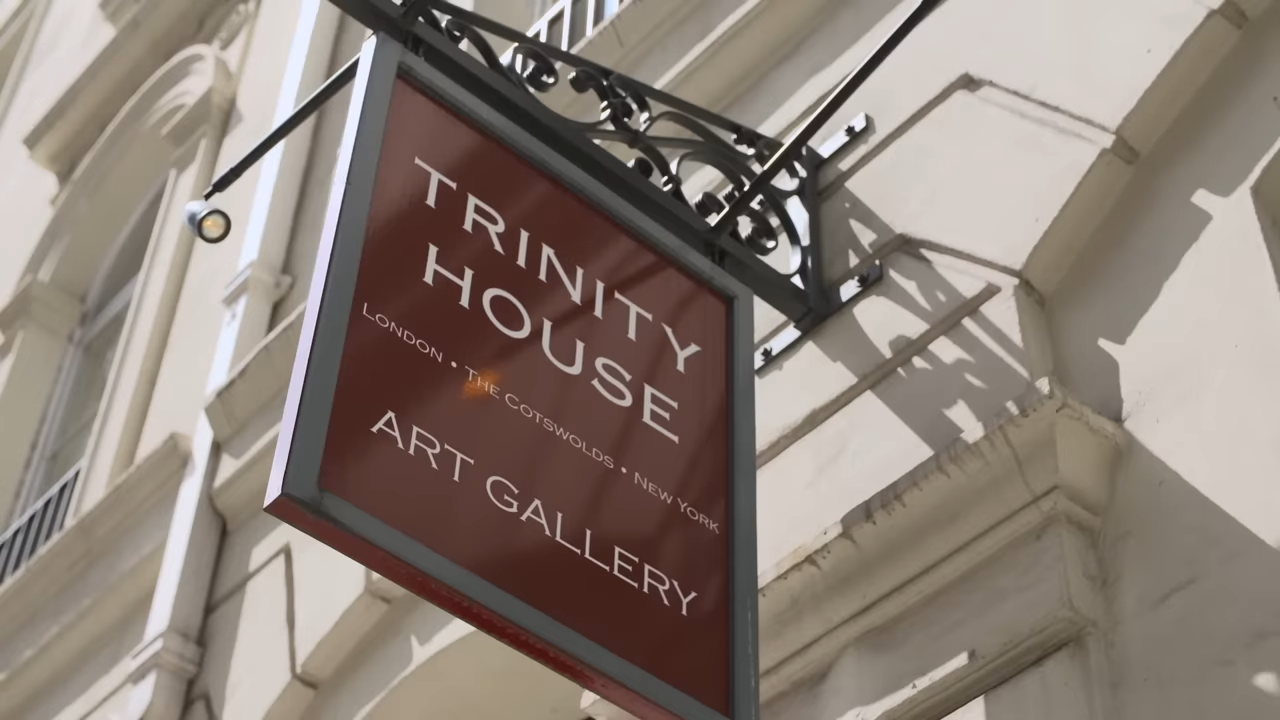 TRINITY
HOUSE
LONDON • THE COTSWOLDS • NEW YORK
ART GALLERY